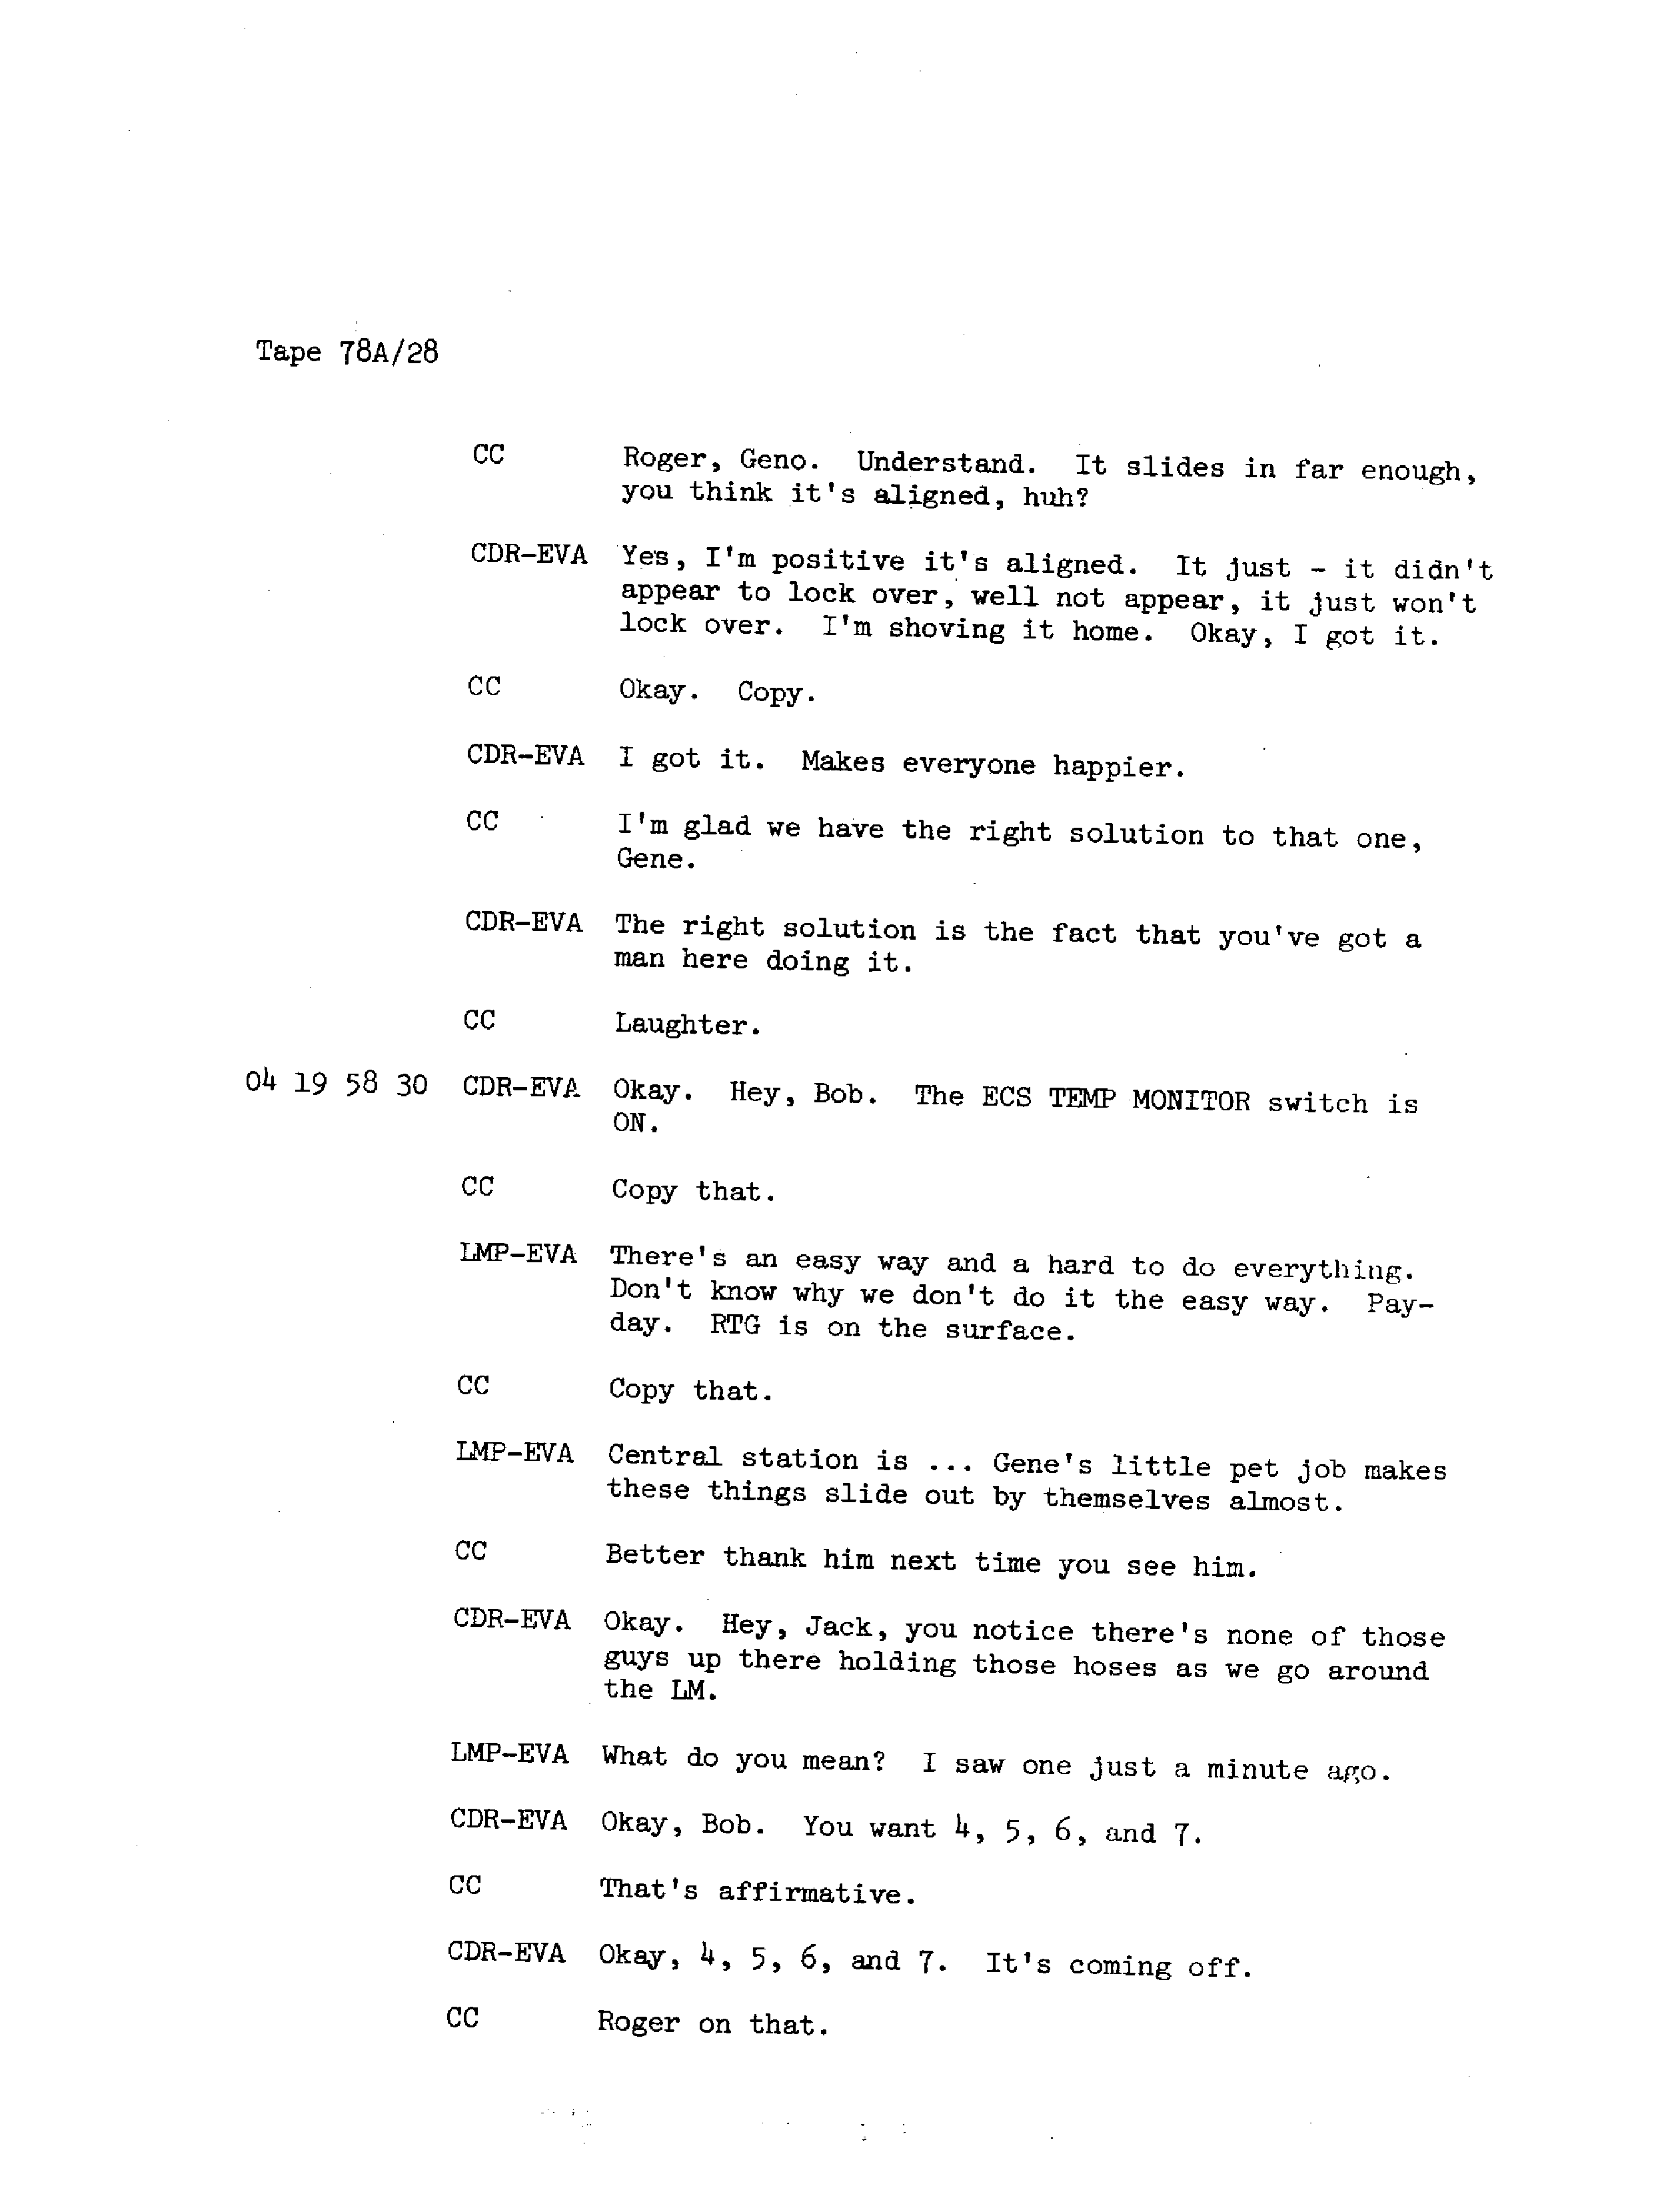 Tape 78A/28
CC Roger, Geno. Understand. It slides in far enough,
you think it's aligned, huh?
CDR-EVA Yes, I'm positive it's aligned. It just - it didn't
appear to lock over, well not appear, it just won't
lock over. I'm shoving it home. Okay, I got it.
CC Okay. Copy.
CDR-EVA I got it. Makes everyone happier.
CC I'm glad we have the right solution to that one,
Gene.
CDR-EVA The right solution is the fact that you've got a
man here doing it.
CC Laughter.
04 19 58 30 CDR-EVA Okay. Hey, Bob. The ECS TEMP MONITOR switch is
ON.
CC Copy that.
LMP-EVA There's an easy way and a hard to do everything.
Don't know why we don't do it the easy way. Pay-
day. RTG is on the surface.
CC Copy that.
LMP-EVA Central station is ... Gene's little pet job makes
these things slide out by themselves almost.
CC Better thank him next time you see him.
CDR-EVA Okay. Hey, Jack, you notice there's none of those
guys up there holding those hoses as we go around
the LM.
LMP-EVA What do you mean? I saw one just a minute ago.
CDR-EVA Okay, Bob. You want 4, 5, 6, and 7.
CC That's affirmative.
CDR-EVA Okay, 4, 5, 6, and 7. It's coming off.
CC Roger on that.